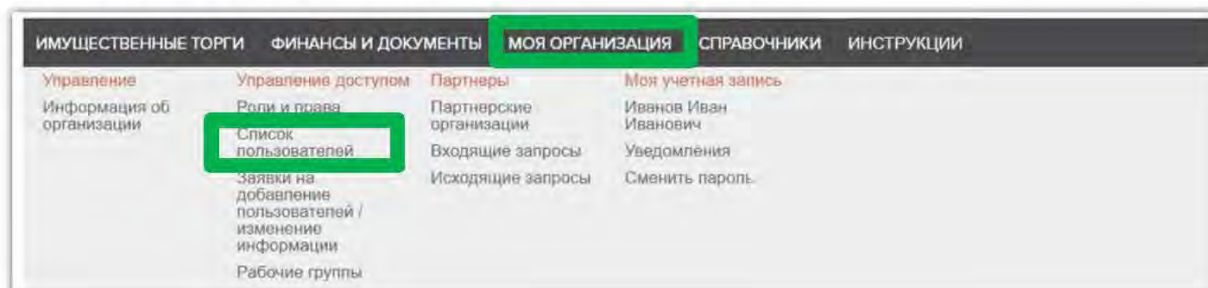 ИМУЩЕСТВЕННЫЕ ТОРГИ ФИНАНСЫ И ДОКУМЕНТЫ МОЯ ОРГАНИЗАЦИЯ СПРАВОЧНИКИ ИНСТРУКЦИИ
Управление
Информация об
организации
Управление доступом
Роли и права
Список
пользователей
Заявки на
добавление
пользователей /
изменение
информации
Рабочие группы
Партнеры
Партнерские
организации
Входящие запросы
Исходящие запросы
Моя учетная запись
Иванов Иван
Иванович
Уведомления
Сменить пароль